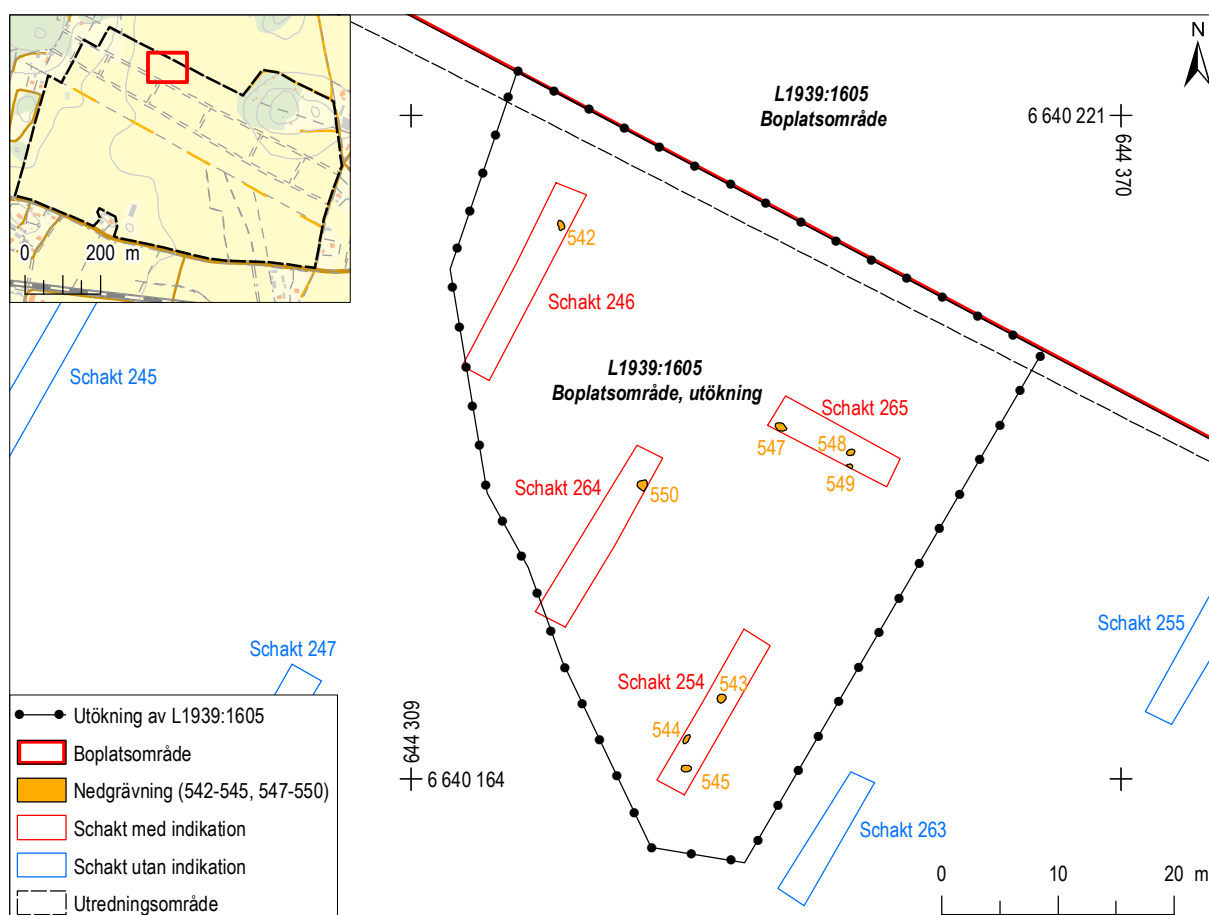 0
200 m
N
L1939:1605
Boplatsområde
6 640 221
644 370
542
Schakt 246
Schakt 245
L1939:1605
Boplatsområde, utökning
Schakt 265
547
548
549
Schakt 264
550
Schakt 255
Schakt 247
Schakt 254
543
544
545
644 309
6 640 164
Schakt 263
Utökning av L1939:1605
Boplatsområde
Nedgrävning (542-545, 547-550)
Schakt med indikation
Schakt utan indikation
Utredningsområde
0
10
20 m